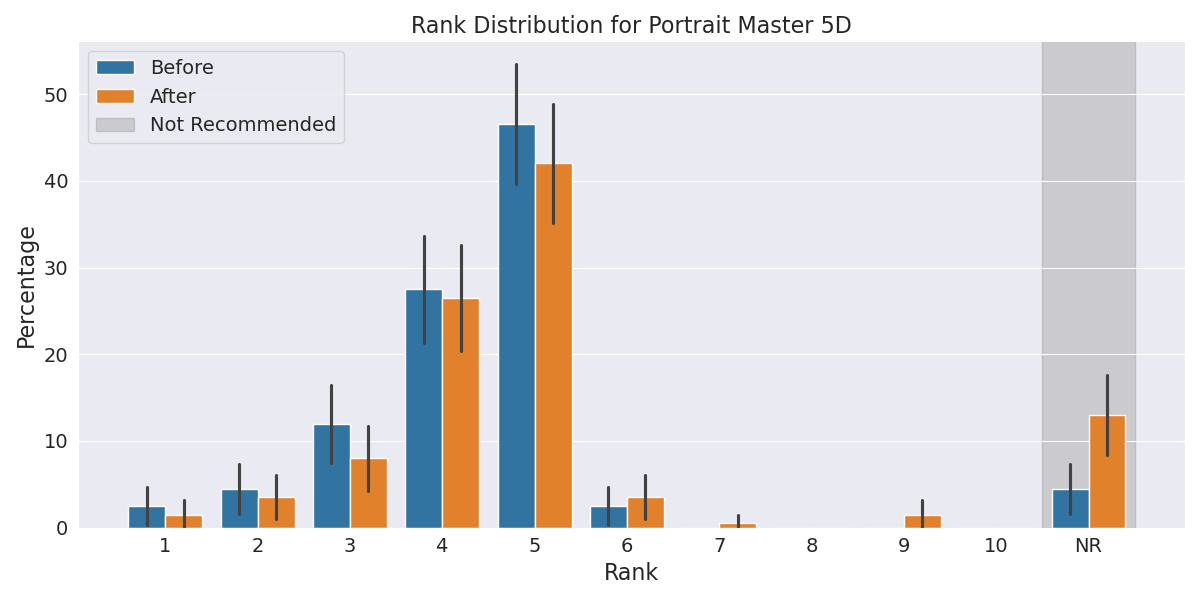 Rank Distribution for Portrait Master 5D
Before
After
Not Recommended
Percentage
50
40
30
20
10
0
1 2 3 4 5 6 7 8 9 10 NR
Rank